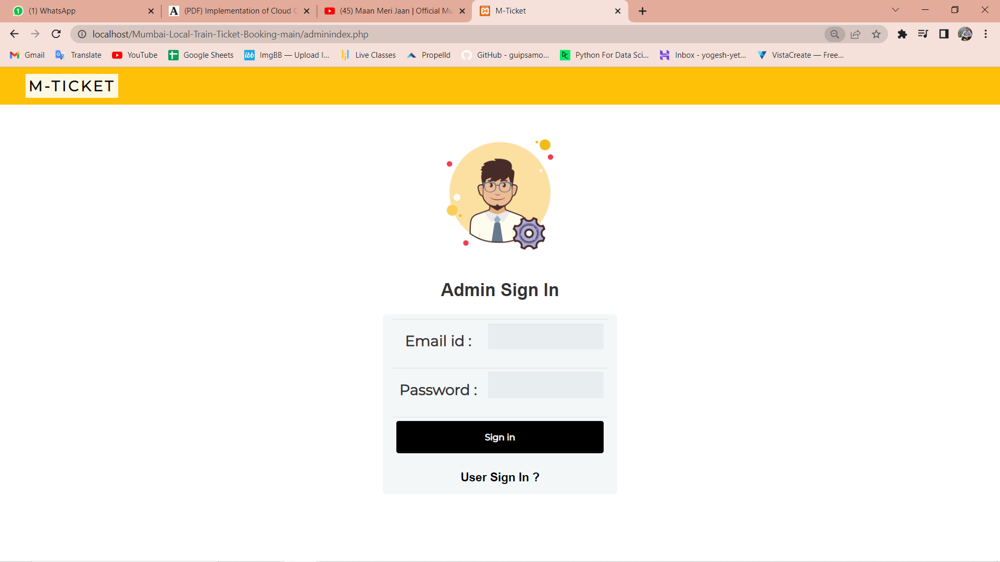 (1) WhatsApp
(PDF) Implementation of Cloud C
(45) Maan Meri Jaan | Official Mu
M-Ticket
localhost/Mumbai-Local-Train-Ticket-Booking-main/adminindex.php
Gmail
Translate
YouTube
Google Sheets
ImgBB — Upload I...
Live Classes
Propelld
GitHub - guipsamo...
Python For Data Sci...
Inbox - yogesh-yet...
VistaCreate — Free...
M-TICKET
Admin Sign In
Email id :
Password :
Sign in
User Sign In ?